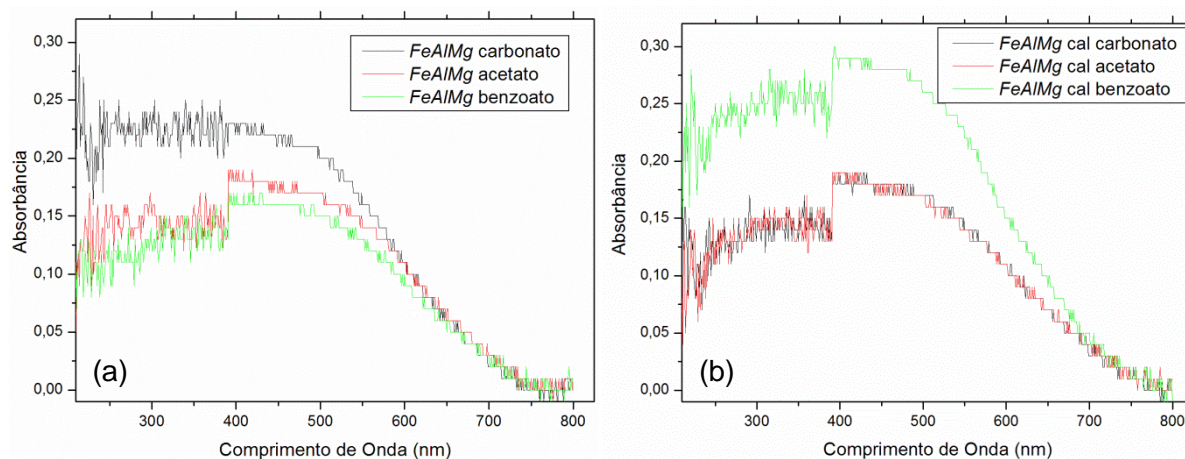 0,35
0,30
0,25
0,20
0,15
0,10
0,05
0,00
Absorbância
FeAlMg carbonato
FeAlMg acetato
FeAlMg benzoato
(a)
300 400 500 600 700 800
Comprimento de Onda (nm)
0,30
0,25
0,20
0,15
0,10
0,05
0,00
Absorbância
FeAlMg cal carbonato
FeAlMg cal acetato
FeAlMg cal benzoato
(b)
300 400 500 600 700 800
Comprimento de Onda (nm)